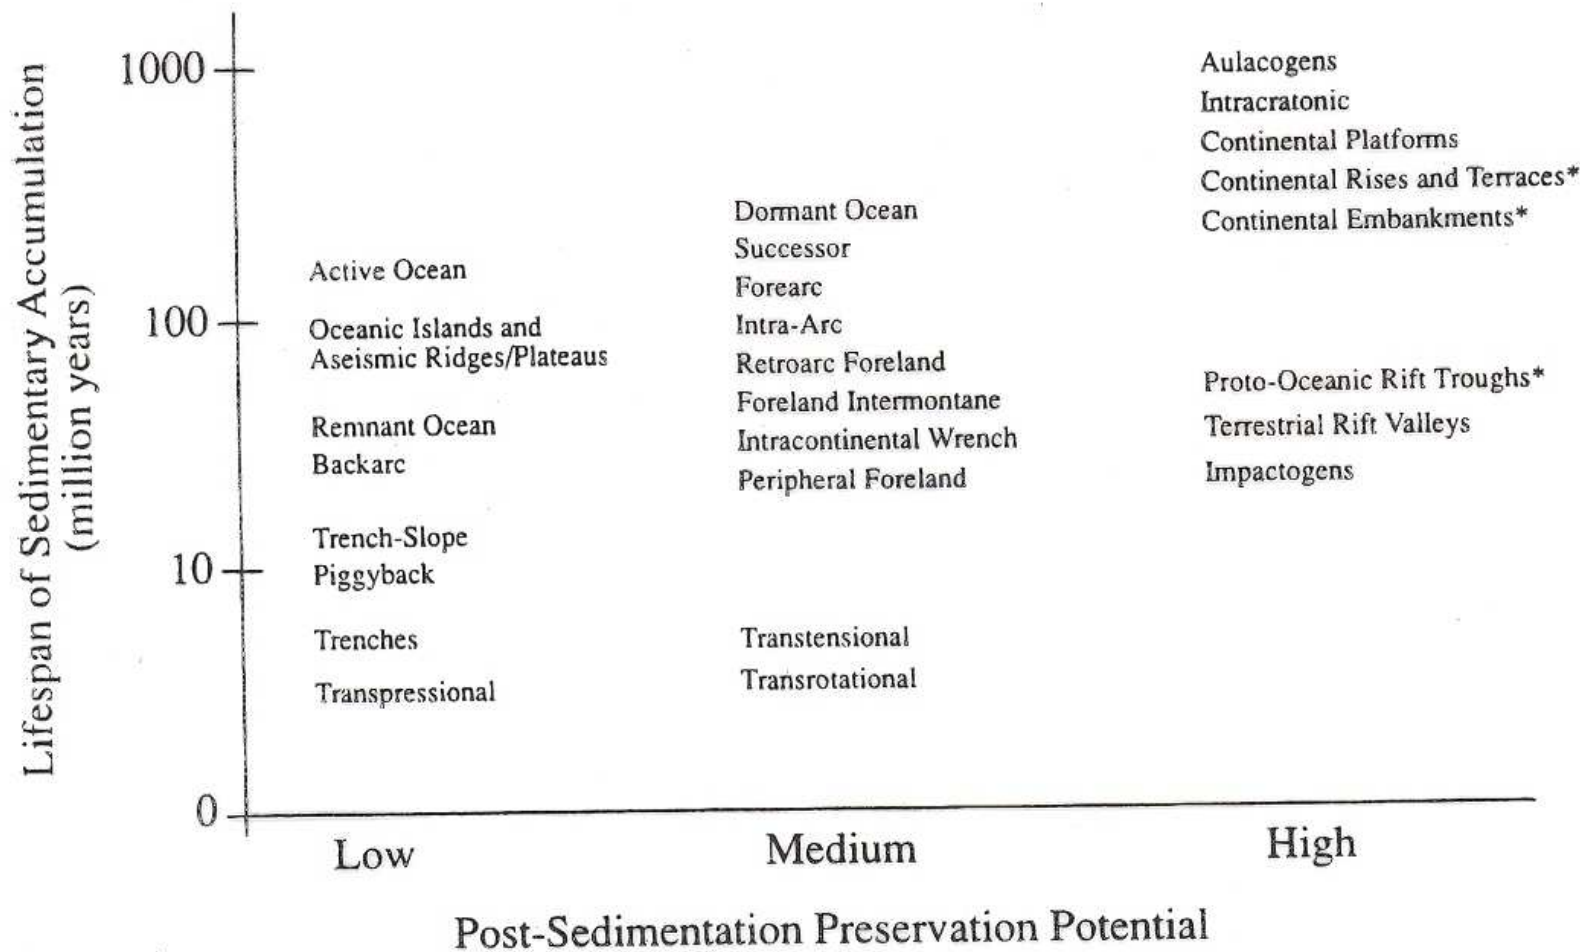 Lifespan of Sedimentary Accumulation
(million years)
1000
100
10
0
Active Ocean
Oceanic Islands and
Aseismic Ridges/Plateaus
Remnant Ocean
Backarc
Trench-Slope
Piggyback
Trenches
Transpressional
Dormant Ocean
Successor
Forearc
Intra-Arc
Retroarc Foreland
Foreland Intermontane
Intracontinental Wrench
Peripheral Foreland
Transtensional
Transrotational
Aulacogens
Intracratonic
Continental Platforms
Continental Rises and Terraces*
Continental Embankments*
Proto-Oceanic Rift Troughs*
Terrestrial Rift Valleys
Impactogens
Low
Medium
High
Post-Sedimentation Preservation Potential